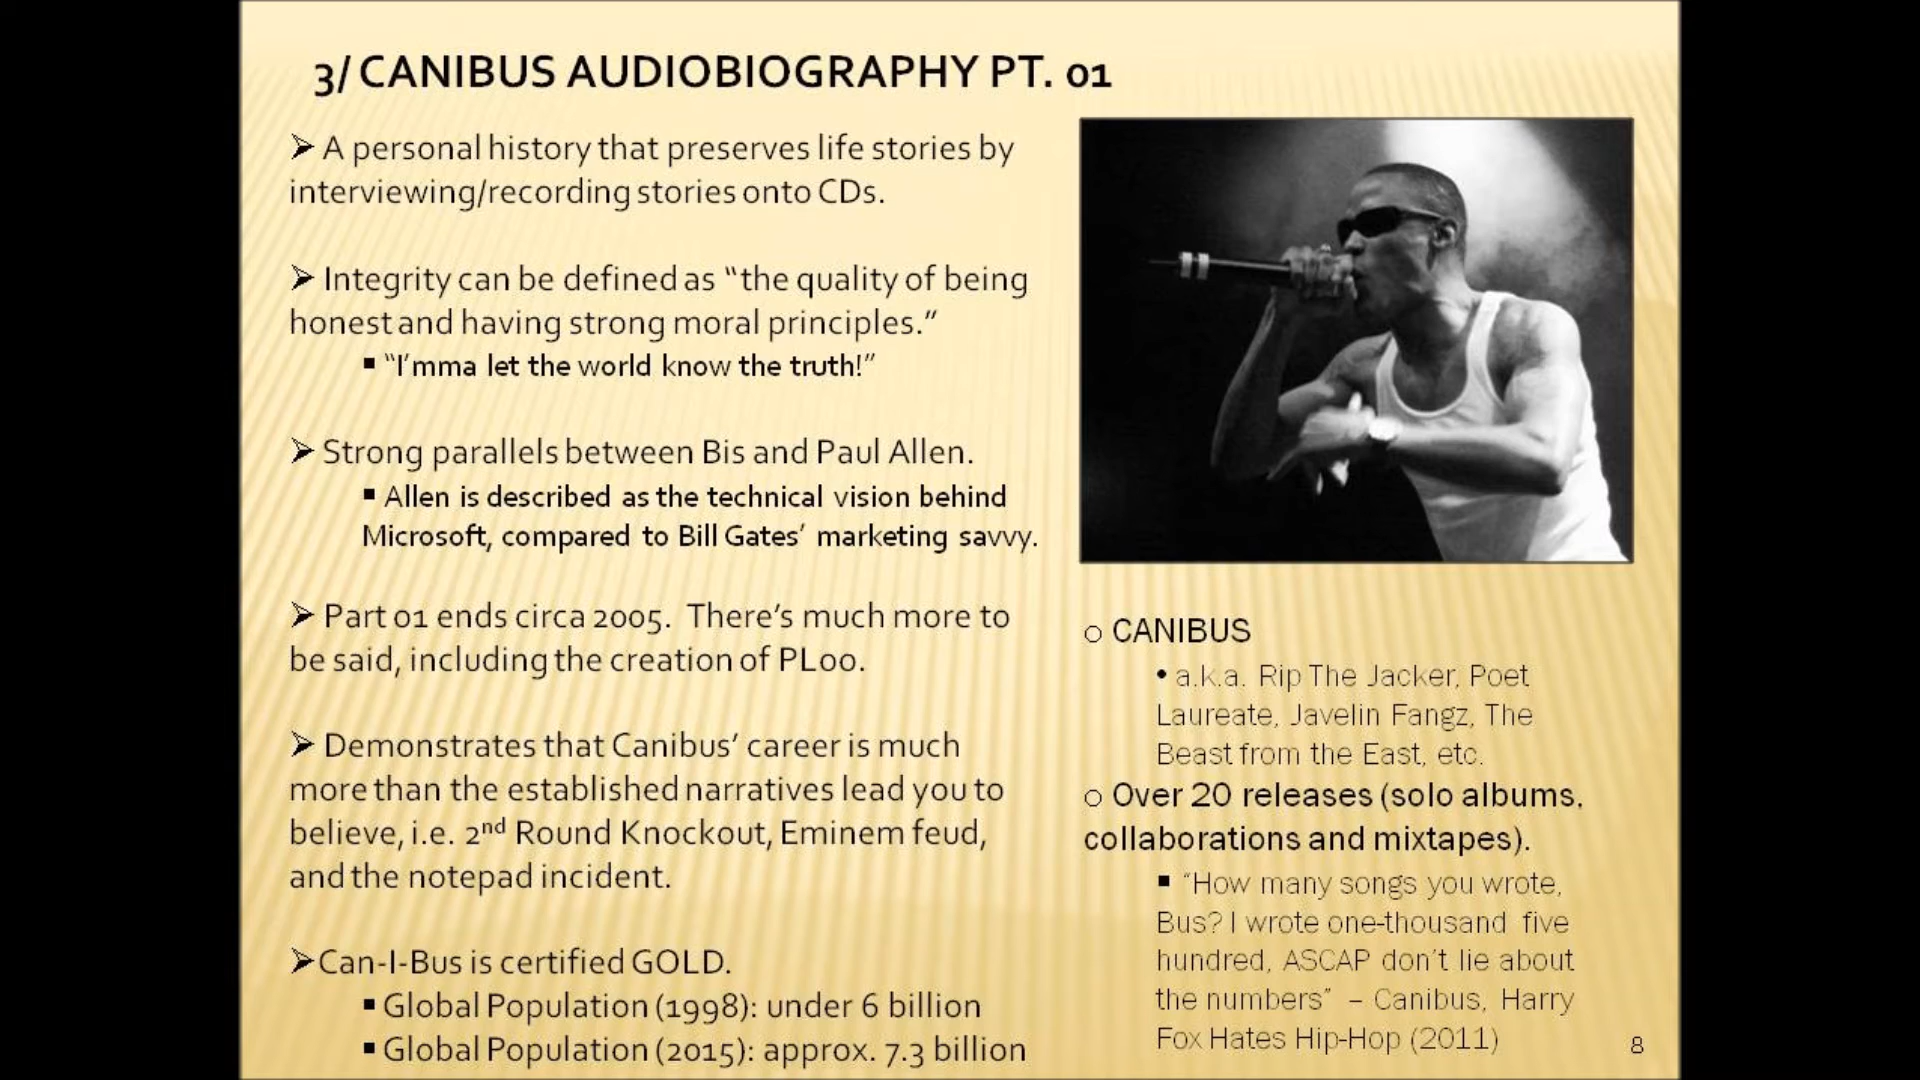 3/ CANIBUS AUDIOBIOGRAPHY PT. 01
➢ A personal history that preserves life stories by
interviewing/recording stories onto CDs.
➢ Integrity can be defined as “the quality of being
honest and having strong moral principles.”
▪ “I’mma let the world know the truth!”
➢ Strong parallels between Bis and Paul Allen.
▪ Allen is described as the technical vision behind
Microsoft, compared to Bill Gates’ marketing savvy.
➢ Part 01 ends circa 2005. There’s much more to
be said, including the creation of PL00.
➢ Demonstrates that Canibus’ career is much
more than the established narratives lead you to
believe, i.e. 2nd Round Knockout, Eminem feud,
and the notepad incident.
➢Can-I-Bus is certified GOLD.
▪ Global Population (1998): under 6 billion
▪ Global Population (2015): approx. 7.3 billion
o CANIBUS
• a.k.a. Rip The Jacker, Poet
Laureate, Javelin Fangz, The
Beast from the East, etc.
o Over 20 releases (solo albums,
collaborations and mixtapes).
▪ “How many songs you wrote,
Bus? I wrote one-thousand five
hundred, ASCAP don’t lie about
the numbers” – Canibus, Harry
Fox Hates Hip-Hop (2011)
8